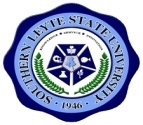 SOUTHERN LEYTE STATE UNIVERSITY
• 1946 •